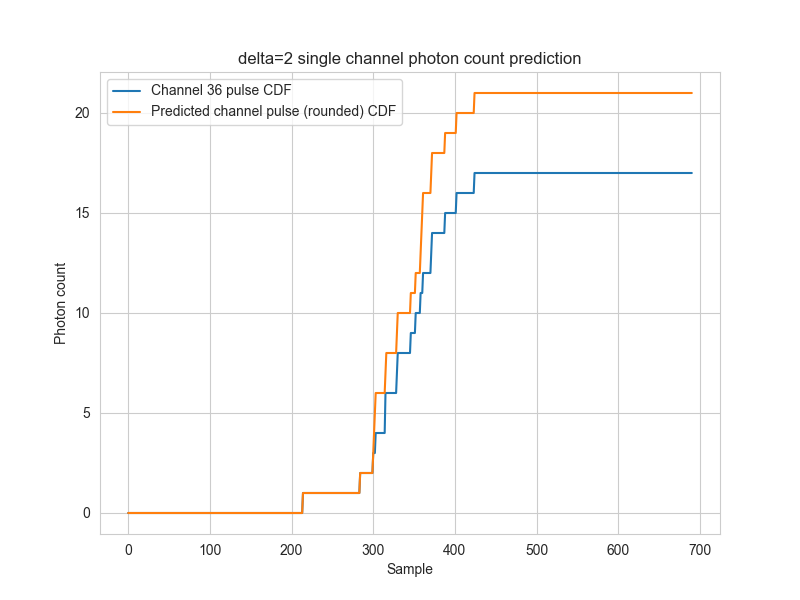 delta=2 single channel photon count prediction
Channel 36 pulse CDF
Predicted channel pulse (rounded) CDF
20
15
10
5
0
Photon count
0 100 200 300 400 500 600 700
Sample